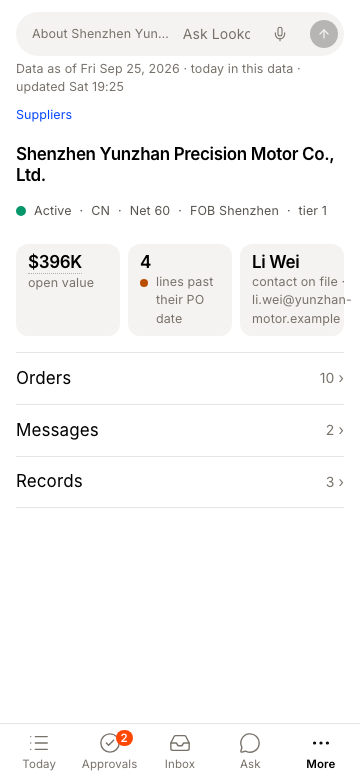 About Shenzhen Yun... Ask Lookc
Data as of Fri Sep 25, 2026 · today in this data ·
updated Sat 19:25
Suppliers
Shenzhen Yunzhan Precision Motor Co.,
Ltd.
Active · CN · Net 60 · FOB Shenzhen · tier 1
$396K
open value
4
lines past
their PO
date
Li Wei
contact on file ·
li.wei@yunzhan-
motor.example
Orders 10 ›
Messages 2 ›
Records 3 ›
2
Today Approvals Inbox Ask More